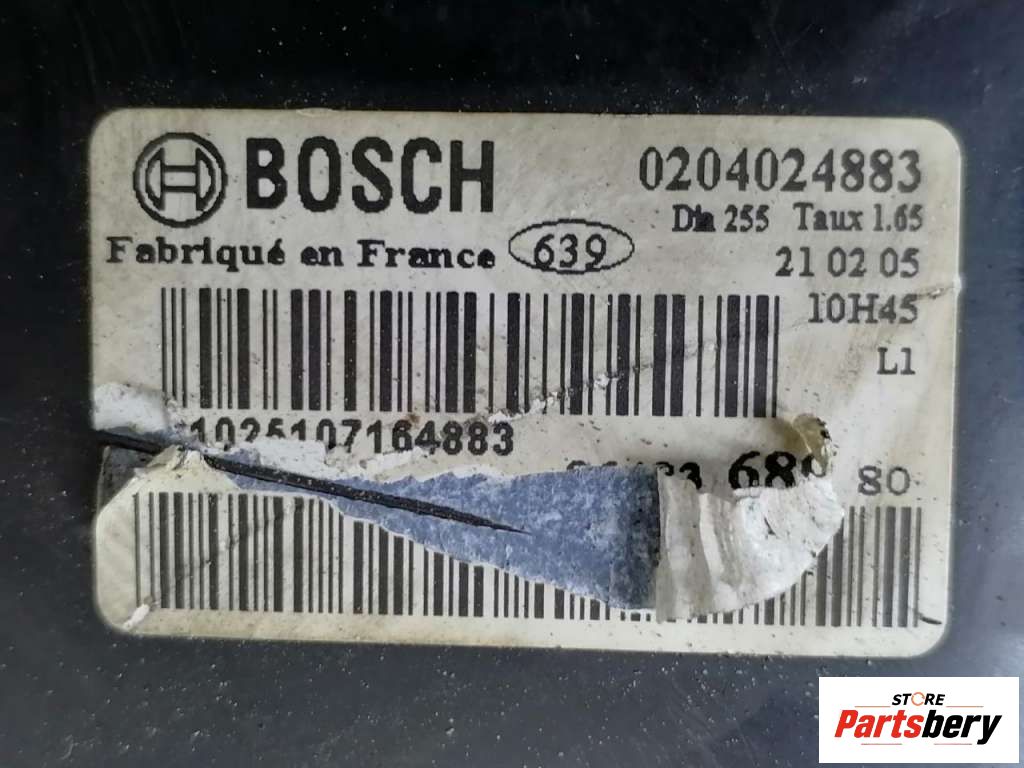 BOSCH
0204024883
Dia 255 Taux 1.65
Fabriqué en France 639
21 02 05
10H45
L1
1025107164883
80
STORE
Partsbery